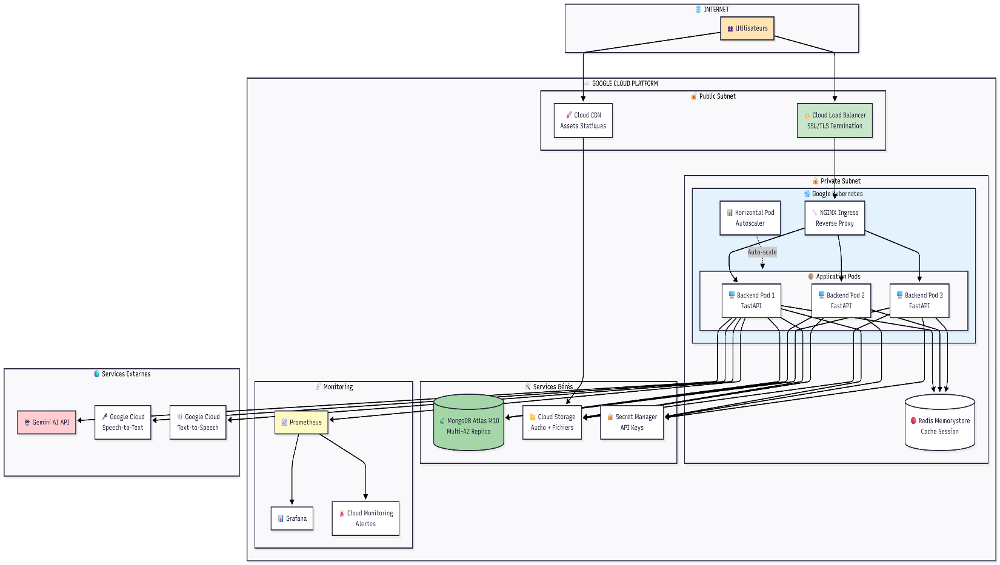 INTERNET
Utilisateurs
GOOGLE CLOUD PLATFORM
Public Subnet
Cloud CDN
Assets Statiques
Cloud Load Balancer
SSL/TLS Termination
Private Subnet
Google Kubernetes
Horizontal Pod
Autoscaler
NGINX Ingress
Reverse Proxy
Auto-scale
Application Pods
Backend Pod 1
FastAPI
Backend Pod 2
FastAPI
Backend Pod 3
FastAPI
Services Externes
Gemini AI API
Google Cloud
Speech-to-Text
Google Cloud
Text-to-Speech
Monitoring
Prometheus
Grafana
Cloud Monitoring
Alertes
Services Gérés
MongoDB Atlas M10
Multi-AZ Replica
Cloud Storage
Audio + Fichiers
Secret Manager
API Keys
Redis Memorystore
Cache Session